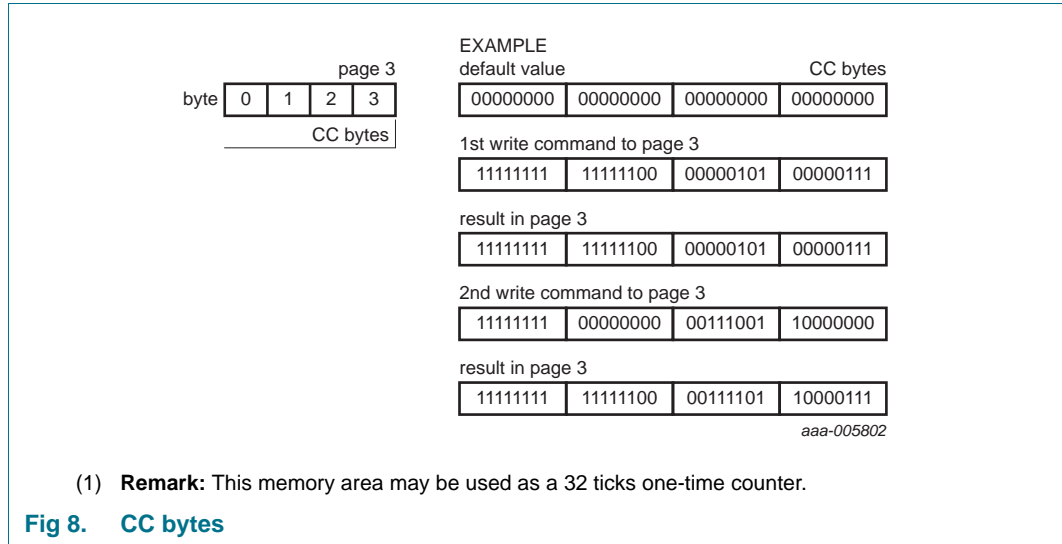 page 3
byte 0 1 2 3
CC bytes
EXAMPLE
default value CC bytes
00000000 00000000 00000000 00000000
1st write command to page 3
11111111 11111100 00000101 00000111
result in page 3
11111111 11111100 00000101 00000111
2nd write command to page 3
11111111 00000000 00111001 10000000
result in page 3
11111111 11111100 00111101 10000111
aaa-005802
(1) Remark: This memory area may be used as a 32 ticks one-time counter.
Fig 8. CC bytes